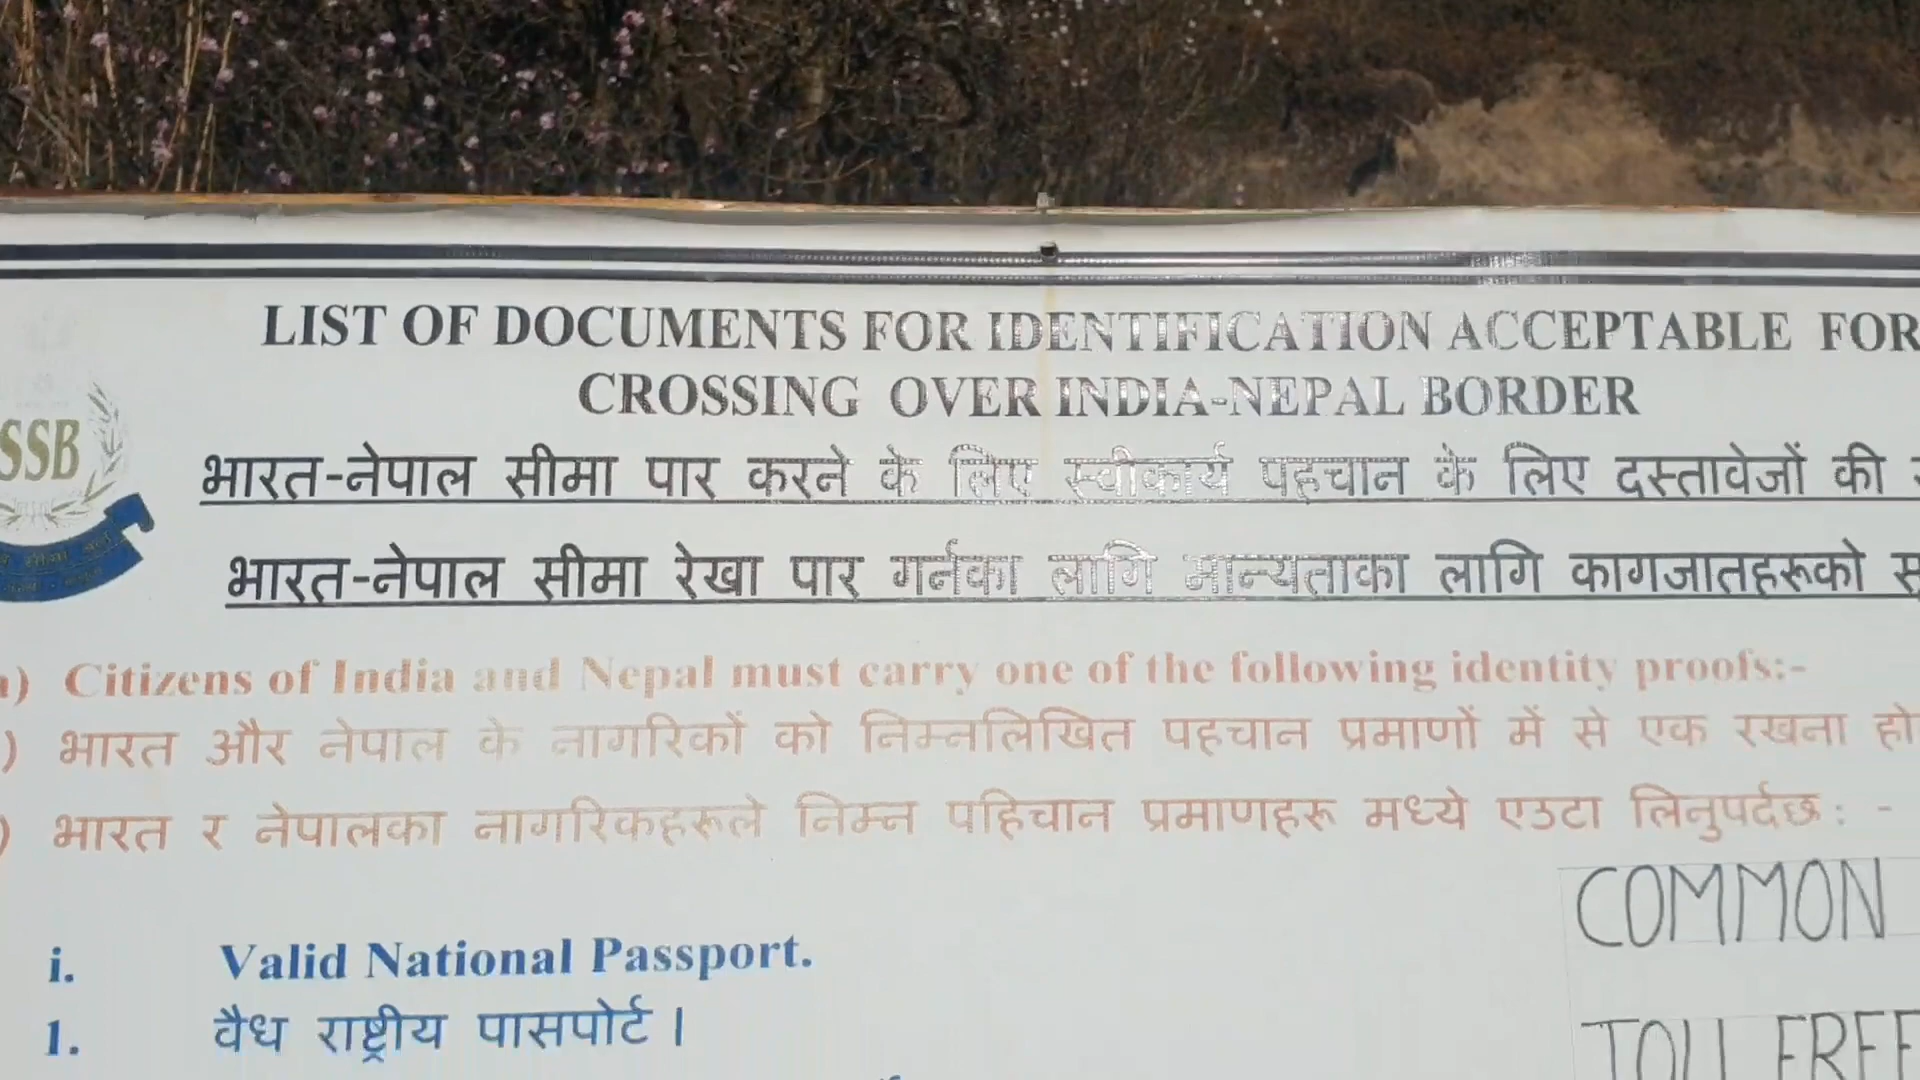 LIST OF DOCUMENTS FOR IDENTIFICATION ACCEPTABLE FOR
CROSSING OVER INDIA-NEPAL BORDER
SSB
भारत-नेपाल सीमा पार करने के लिए स्वीकार्य पहचान के लिए दस्तावेजों की
भारत-नेपाल सीमा रेखा पार गर्नका लागि मान्यताका लागि कागजातहरूको
) Citizens of India and Nepal must carry one of the following identity proofs:-
) भारत और नेपाल के नागरिकों को निम्नलिखित पहचान प्रमाणों में से एक रखना
) भारत र नेपालका नागरिकहरूले निम्न पहिचान प्रमाणहरू मध्ये एउटा लिनुपर्दछ: -
COMMON
i. Valid National Passport.
1. वैध राष्ट्रीय पासपोर्ट ।
TOLL FREE